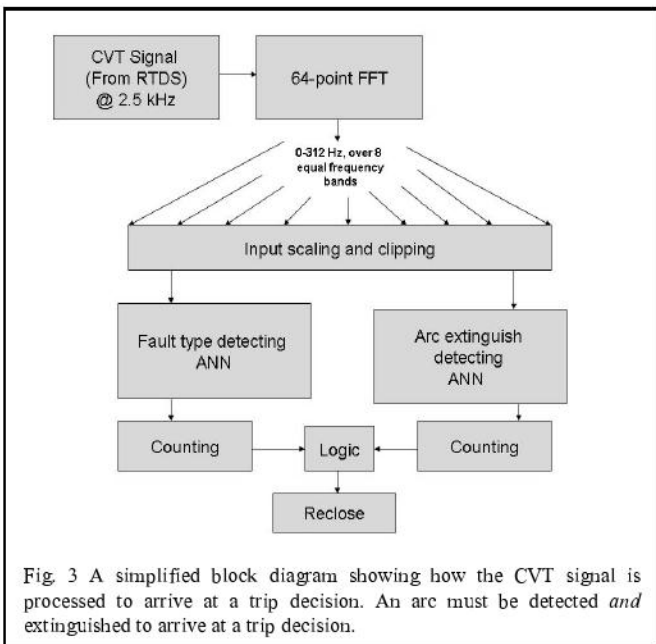 CVT Signal
(From RTDS)
@ 2.5 kHz
64-point FFT
0-312 Hz, over 8
equal frequency
bands
Input scaling and clipping
Fault type detecting
ANN
Arc extinguish
detecting
ANN
Counting
Logic
Counting
Reclose
Fig. 3 A simplified block diagram showing how the CVT signal is
processed to arrive at a trip decision. An arc must be detected and
extinguished to arrive at a trip decision.